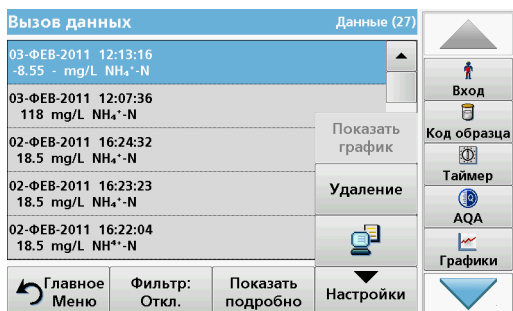 Вызов данных
Данные (27)
03-ФЕВ-2011 12:13:16
-8.55 - mg/L NH₄⁺-N
03-ФЕВ-2011 12:07:36
118 mg/L NH₄⁺-N
02-ФЕВ-2011 16:24:32
18.5 mg/L NH₄⁺-N
02-ФЕВ-2011 16:23:23
18.5 mg/L NH₄⁺-N
02-ФЕВ-2011 16:22:04
18.5 mg/L NH⁴⁺-N
Показать
график
Удаление
Главное
Меню
Фильтр:
Откл.
Показать
подробно
Настройки
Вход
Код образца
Таймер
AQA
Графики